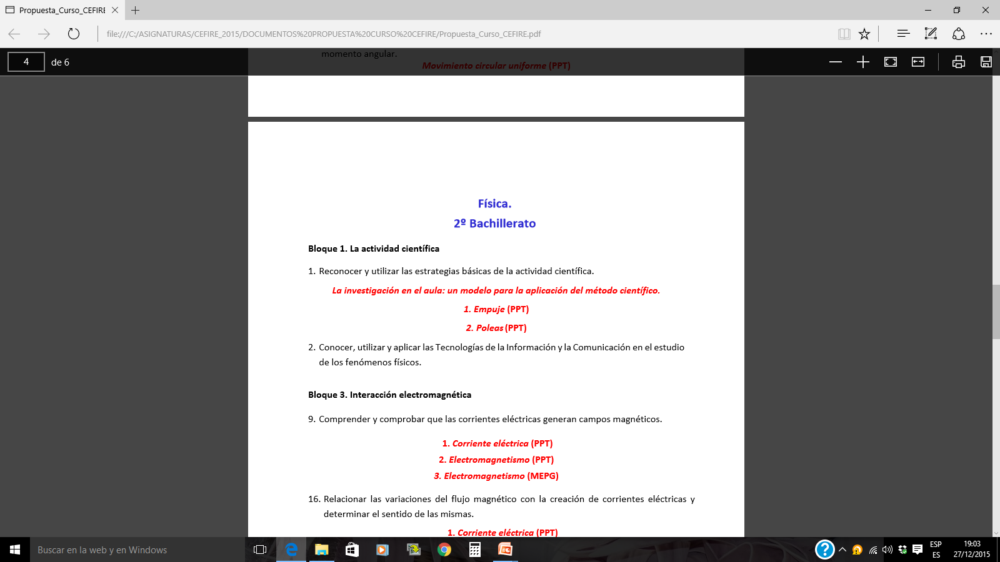 Propuesta_Curso_CEFIRE
file:///C:/ASIGNATURAS/CEFIRE_2015/DOCUMENTOS%20PROPUESTA%20CURSO%20CEFIRE/Propuesta_Curso_CEFIRE.pdf
4 de 6
momento angular.
Movimiento circular uniforme (PPT)
Física.
2º Bachillerato
Bloque 1. La actividad científica
1. Reconocer y utilizar las estrategias básicas de la actividad científica.
La investigación en el aula: un modelo para la aplicación del método científico.
1. Empuje (PPT)
2. Poleas (PPT)
2. Conocer, utilizar y aplicar las Tecnologías de la Información y la Comunicación en el estudio
de los fenómenos físicos.
Bloque 3. Interacción electromagnética
9. Comprender y comprobar que las corrientes eléctricas generan campos magnéticos.
1. Corriente eléctrica (PPT)
2. Electromagnetismo (PPT)
3. Electromagnetismo (MEPG)
16. Relacionar las variaciones del flujo magnético con la creación de corrientes eléctricas y
determinar el sentido de las mismas.
1. Corriente eléctrica (PPT)
Buscar en la web y en Windows
ESP
ES
19:03
27/12/2015